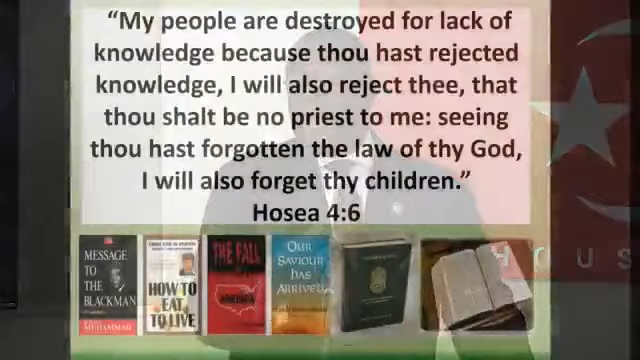 “My people are destroyed for lack of
knowledge because thou hast rejected
knowledge, I will also reject thee, that
thou shalt be no priest to me: seeing
thou hast forgotten the law of thy God,
I will also forget thy children.”
Hosea 4:6
MESSAGE
TO THE
BLACKMAN
MUHAMMAD
HOW TO
EAT
TO LIVE
THE FALL
AMERICA
OUR
SAVIOUR
HAS
ARRIVED
HOUS